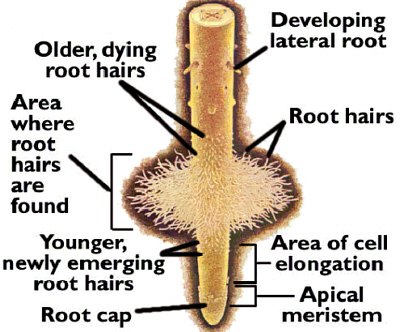 Developing
lateral root
Older, dying
root hairs
Area
where
root
hairs
are
found
Root hairs
Younger,
newly emerging
root hairs
Area of cell
elongation
Root cap
Apical
meristem